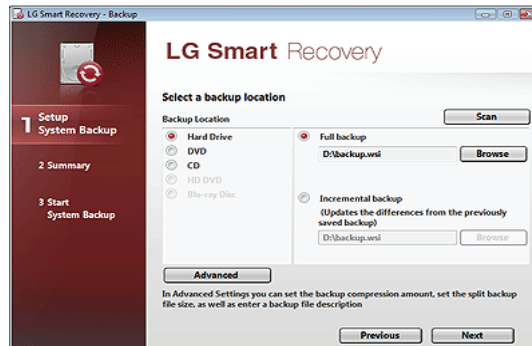 LG Smart Recovery - Backup
LG Smart Recovery
1 Setup
System Backup
2 Summary
3 Start
System Backup
Select a backup location
Backup Location
Scan
Hard Drive
DVD
CD
HD DVD
Blu-ray Disc
Full backup
D:\backup.wsi
Browse
Incremental backup
(Updates the differences from the previously
saved backup)
D:\backup.wsi
Browse
Advanced
In Advanced Settings you can set the backup compression amount, set the split backup
file size, as well as enter a backup file description
Previous
Next